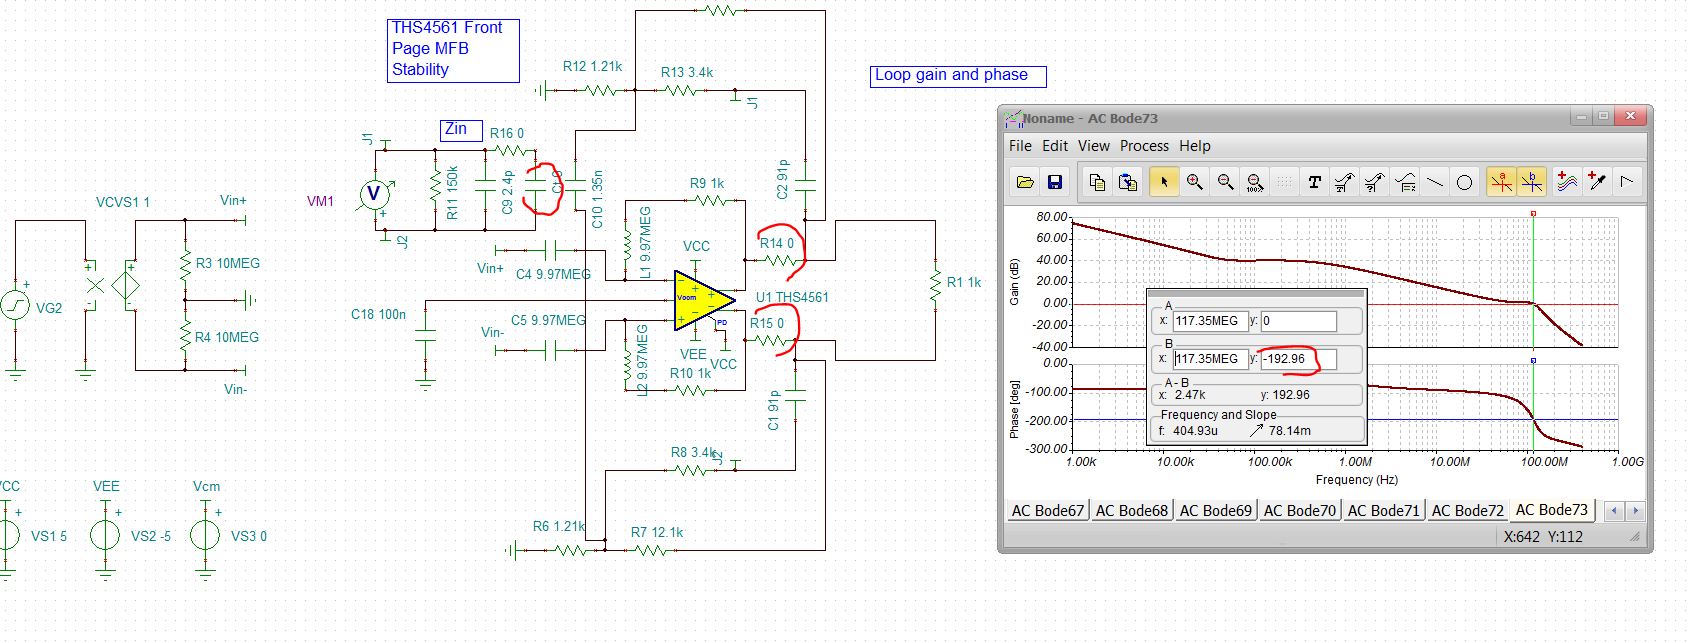 THS4561 Front
Page MFB
Stability
Loop gain and phase
R12 1.21k
R13 3.4k
J1
Zin
R16 0
J1
VM1
V
+
R11 150k
C9 2.4p
C10 1.35n
J2
C2 91p
R9 1k
L1 9.97MEG
VCVS1 1
Vin+
R3 10MEG
R4 10MEG
Vin-
VG2
+
Vin+
C4 9.97MEG
VCC
R14 0
R1 1k
Vocm
U1 THS4561
C18 100n
C5 9.97MEG
Vin-
PD
R15 0
VEE
VCC
L2 9.97MEG
R10 1k
C1 91p
R8 3.4k
J2
R6 1.21k
R7 12.1k
VCC
VEE
Vcm
VS1 5
VS2 -5
VS3 0
Noname - AC Bode73
File Edit View Process Help
80.00
60.00
40.00
20.00
0.00
-20.00
-40.00
Gain (dB)
A
x: 117.35MEG y: 0
B
x: 117.35MEG y: -192.96
A - B
x: 2.47k y: 192.96
Frequency and Slope
f: 404.93u 78.14m
0.00
-100.00
-200.00
-300.00
Phase [deg]
1.00k 10.00k 100.00k 1.00M 10.00M 100.00M 1.00G
Frequency (Hz)
AC Bode67 AC Bode68 AC Bode69 AC Bode70 AC Bode71 AC Bode72 AC Bode73
X:642 Y:112